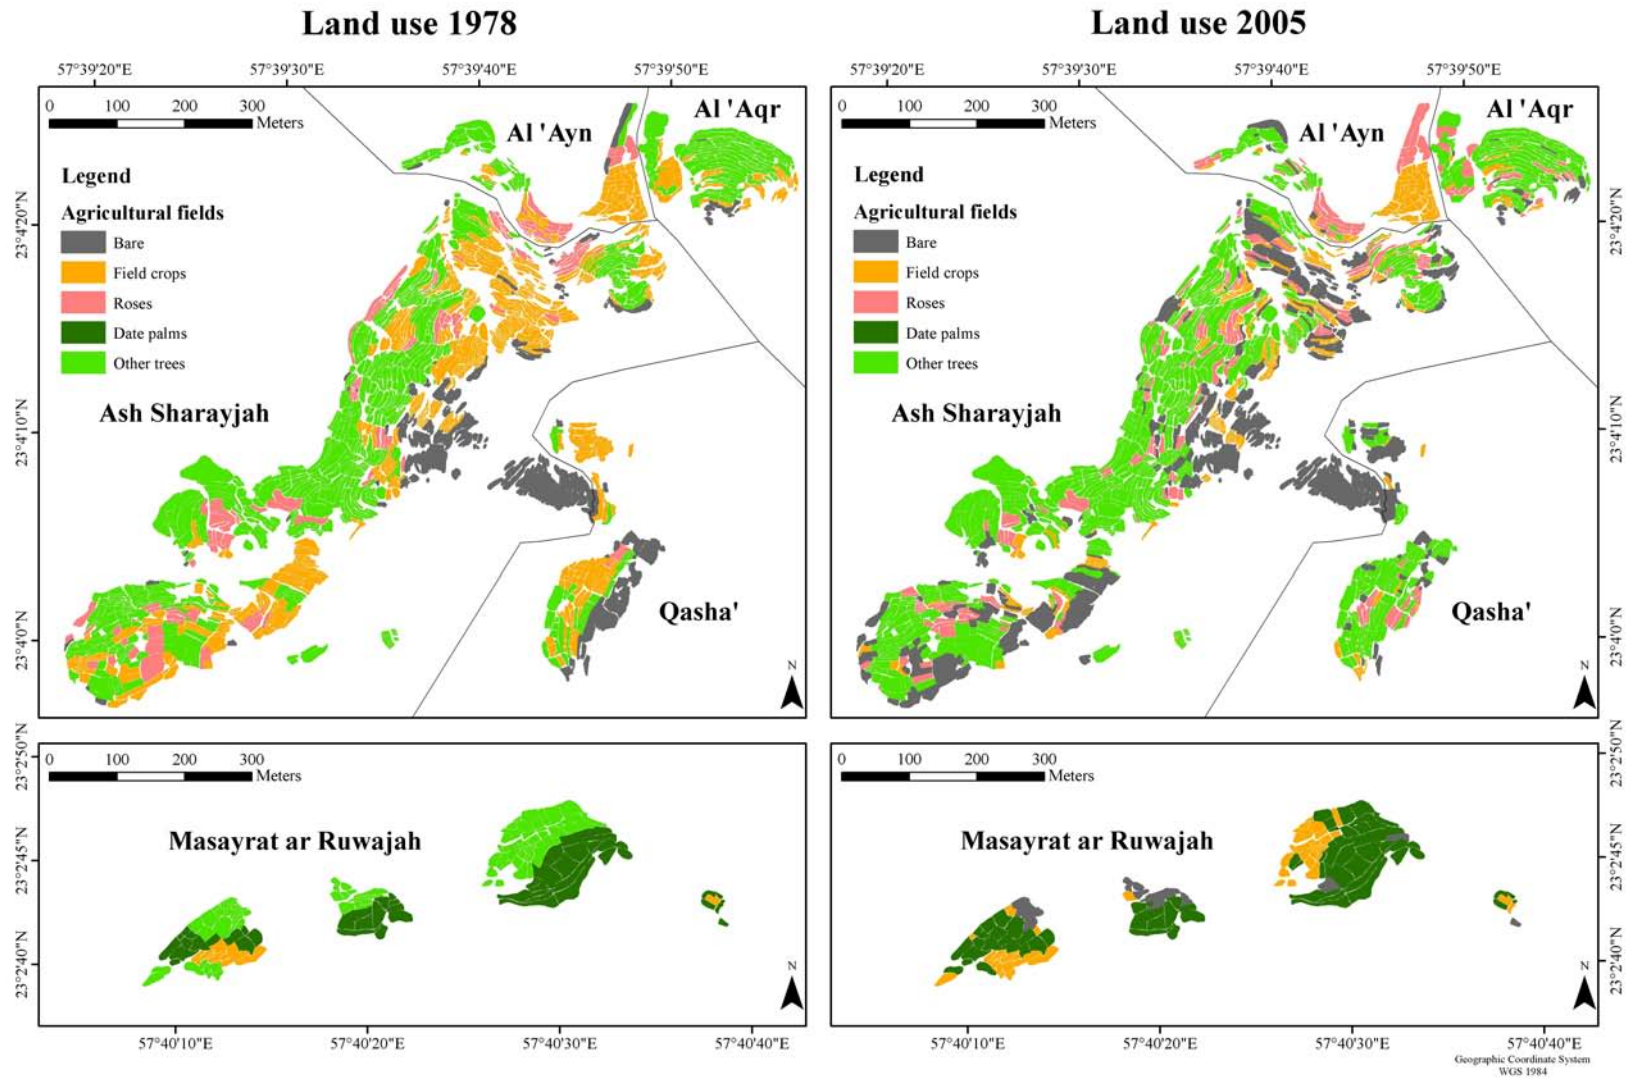 Land use 1978
57°39'20"E 57°39'30"E 57°39'40"E 57°39'50"E
0 100 200 300
Meters
Al 'Aqr
Al 'Ayn
Legend
Agricultural fields
Bare
Field crops
Roses
Date palms
Other trees
Ash Sharayjah
Qasha'
N
23°4'20"N
23°4'10"N
23°4'0"N
0 100 200 300
Meters
Masayrat ar Ruwajah
N
23°2'50"N
23°2'45"N
23°2'40"N
57°40'10"E 57°40'20"E 57°40'30"E 57°40'40"E
Land use 2005
57°39'20"E 57°39'30"E 57°39'40"E 57°39'50"E
0 100 200 300
Meters
Al 'Aqr
Al 'Ayn
Legend
Agricultural fields
Bare
Field crops
Roses
Date palms
Other trees
Ash Sharayjah
Qasha'
N
23°4'20"N
23°4'10"N
23°4'0"N
0 100 200 300
Meters
Masayrat ar Ruwajah
N
23°2'50"N
23°2'45"N
23°2'40"N
57°40'10"E 57°40'20"E 57°40'30"E 57°40'40"E
Geographic Coordinate System
WGS 1984